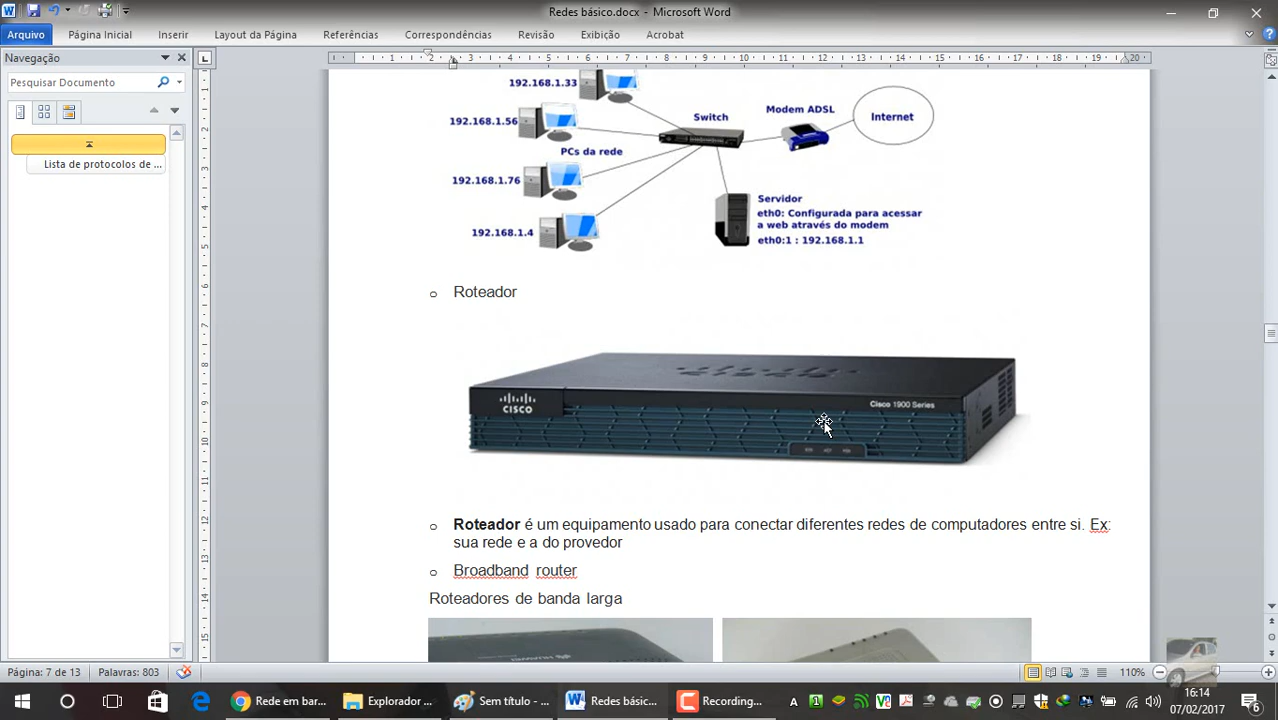 Redes básico.docx - Microsoft Word
Arquivo Página Inicial Inserir Layout da Página Referências Correspondências Revisão Exibição Acrobat
Navegação
Pesquisar Documento
Lista de protocolos de ...
192.168.1.33
192.168.1.56
PCs da rede
192.168.1.76
192.168.1.4
Switch
Modem ADSL
Internet
Servidor
eth0: Configurada para acessar
a web através do modem
eth0:1 : 192.168.1.1
o Roteador
CISCO
Cisco 1900 Series
o Roteador é um equipamento usado para conectar diferentes redes de computadores entre si. Ex:
sua rede e a do provedor
o Broadband router
Roteadores de banda larga
HUAWEI
Página: 7 de 13 Palavras: 803 110%
Rede em bar... Explorador ... Sem título - ... Redes básic... Recording...
16:14
07/02/2017